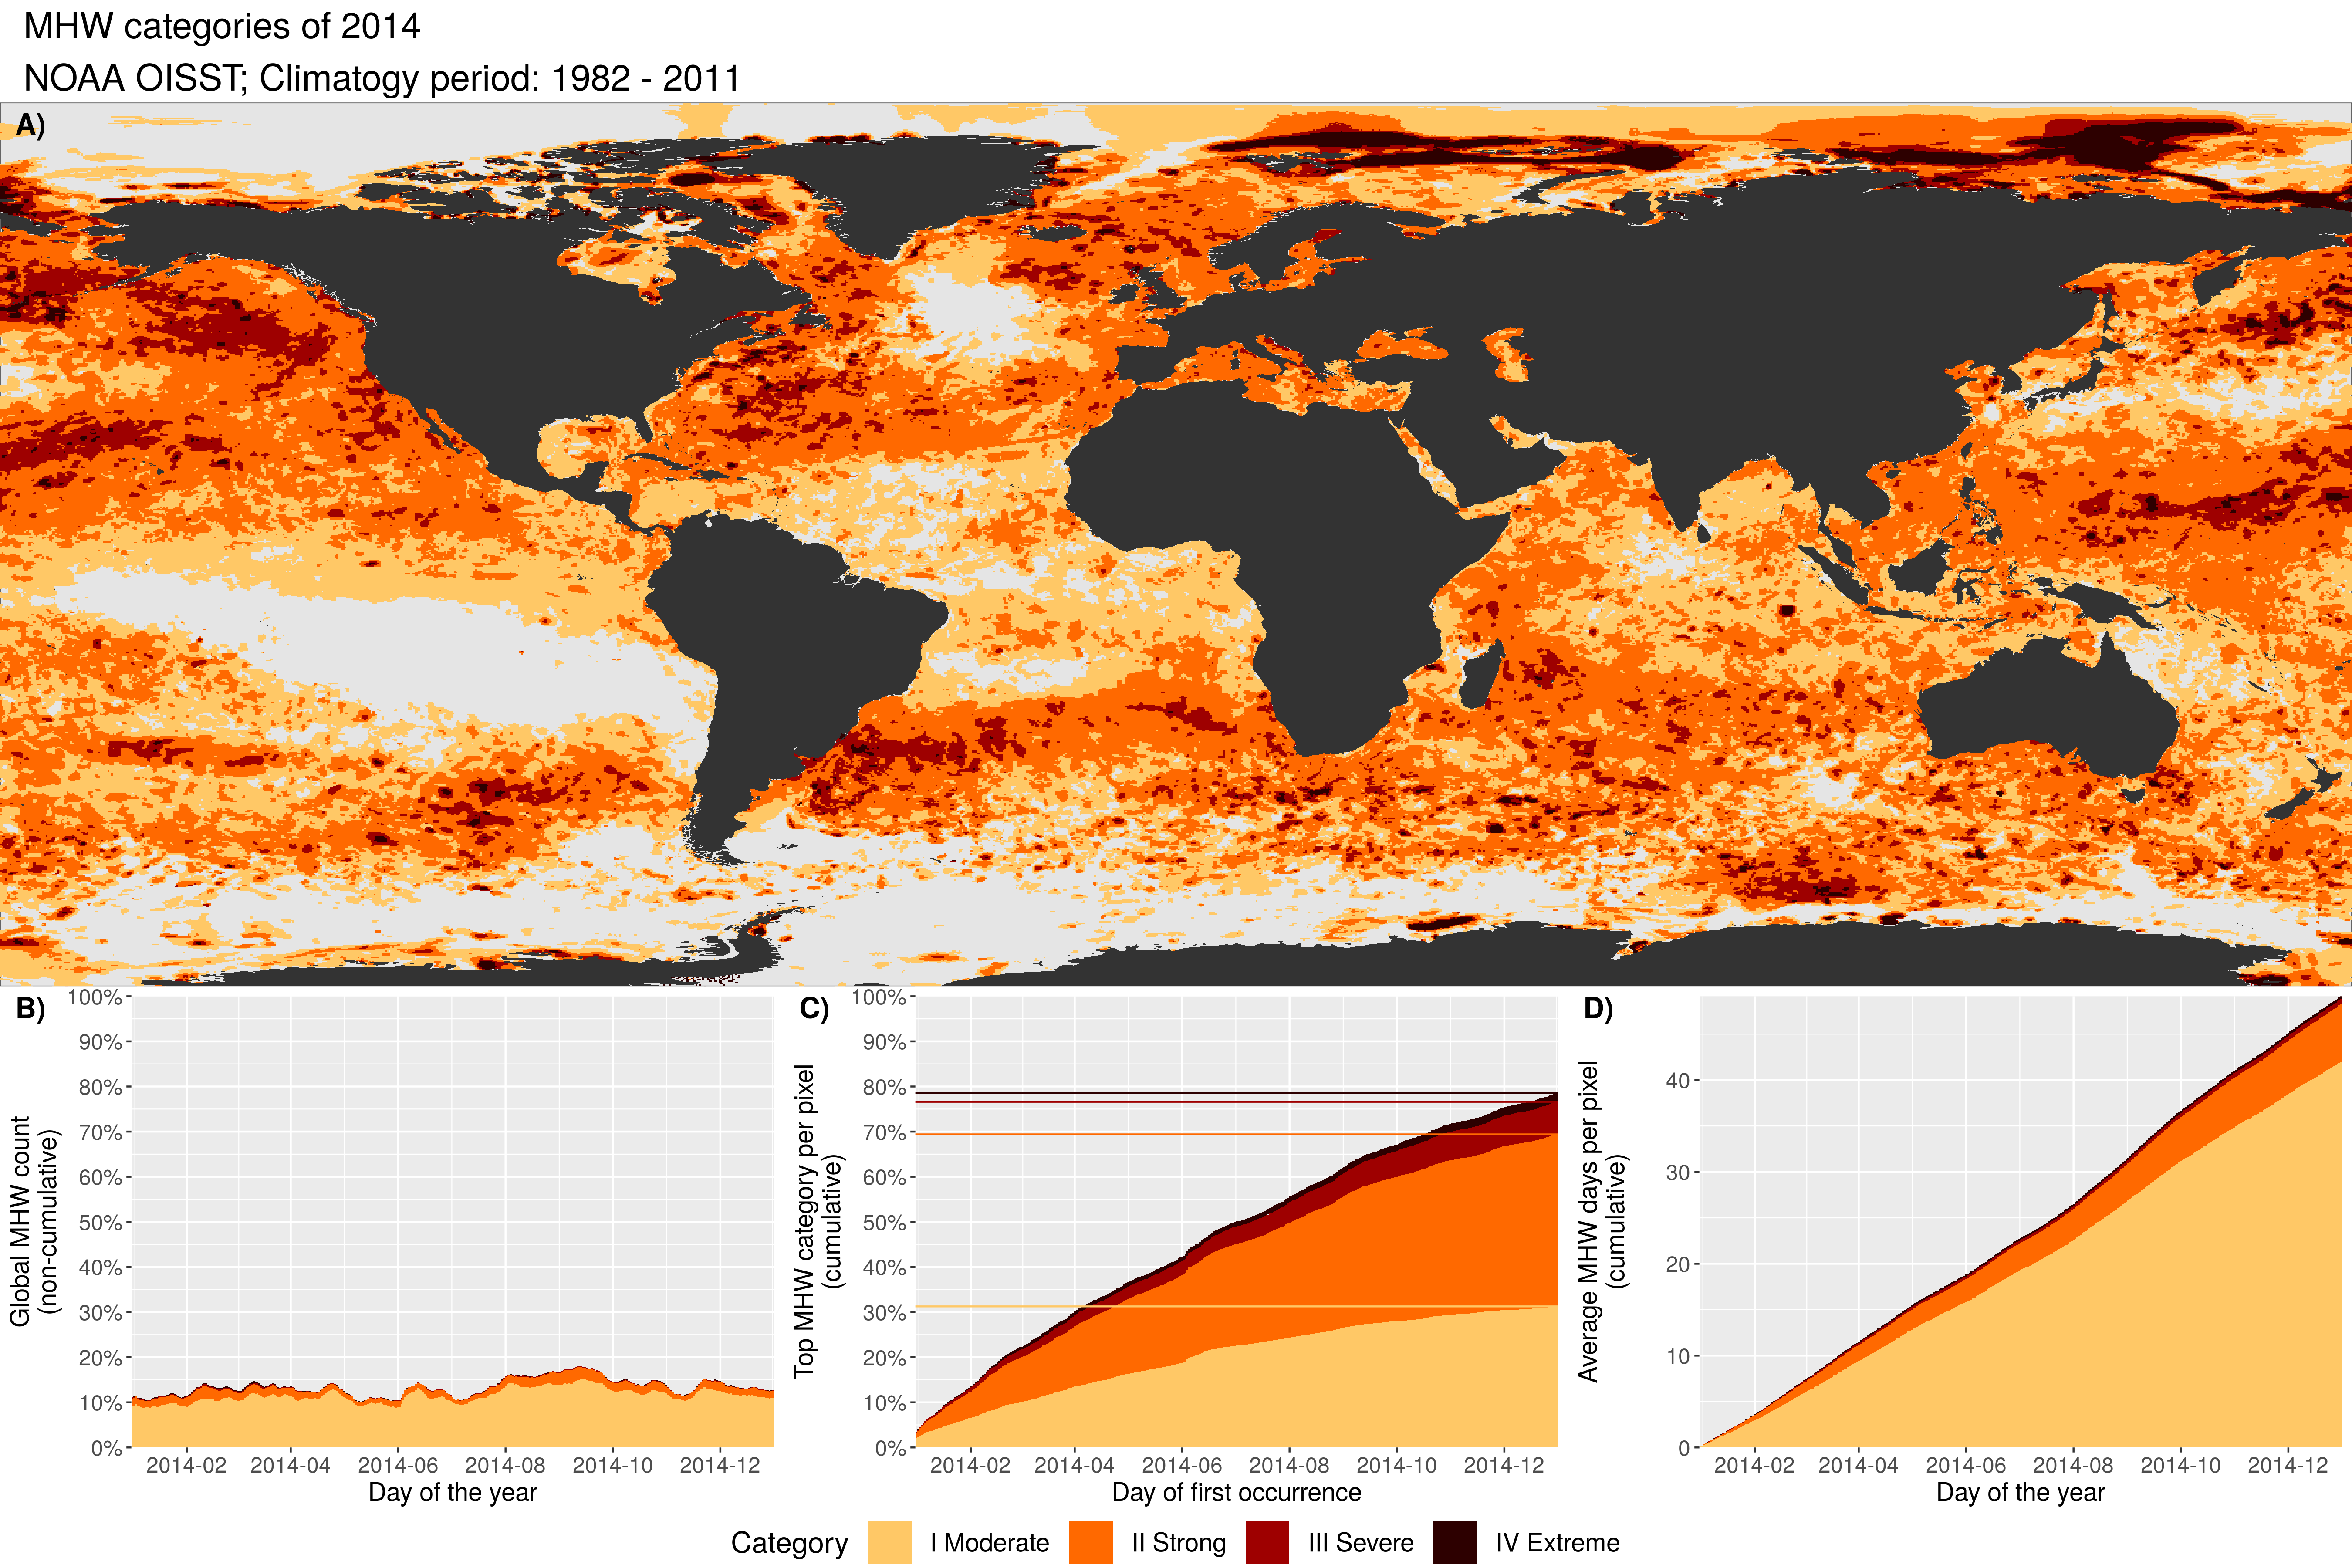 MHW categories of 2014
NOAA OISST; Climatogy period: 1982 - 2011
A)
B)
Global MHW count
(non-cumulative)
100%
90%
80%
70%
60%
50%
40%
30%
20%
10%
0%
2014-02 2014-04 2014-06 2014-08 2014-10 2014-12
Day of the year
C)
Top MHW category per pixel
(cumulative)
100%
90%
80%
70%
60%
50%
40%
30%
20%
10%
0%
2014-02 2014-04 2014-06 2014-08 2014-10 2014-12
Day of first occurrence
D)
Average MHW days per pixel
(cumulative)
40
30
20
10
0
2014-02 2014-04 2014-06 2014-08 2014-10 2014-12
Day of the year
Category I Moderate II Strong III Severe IV Extreme